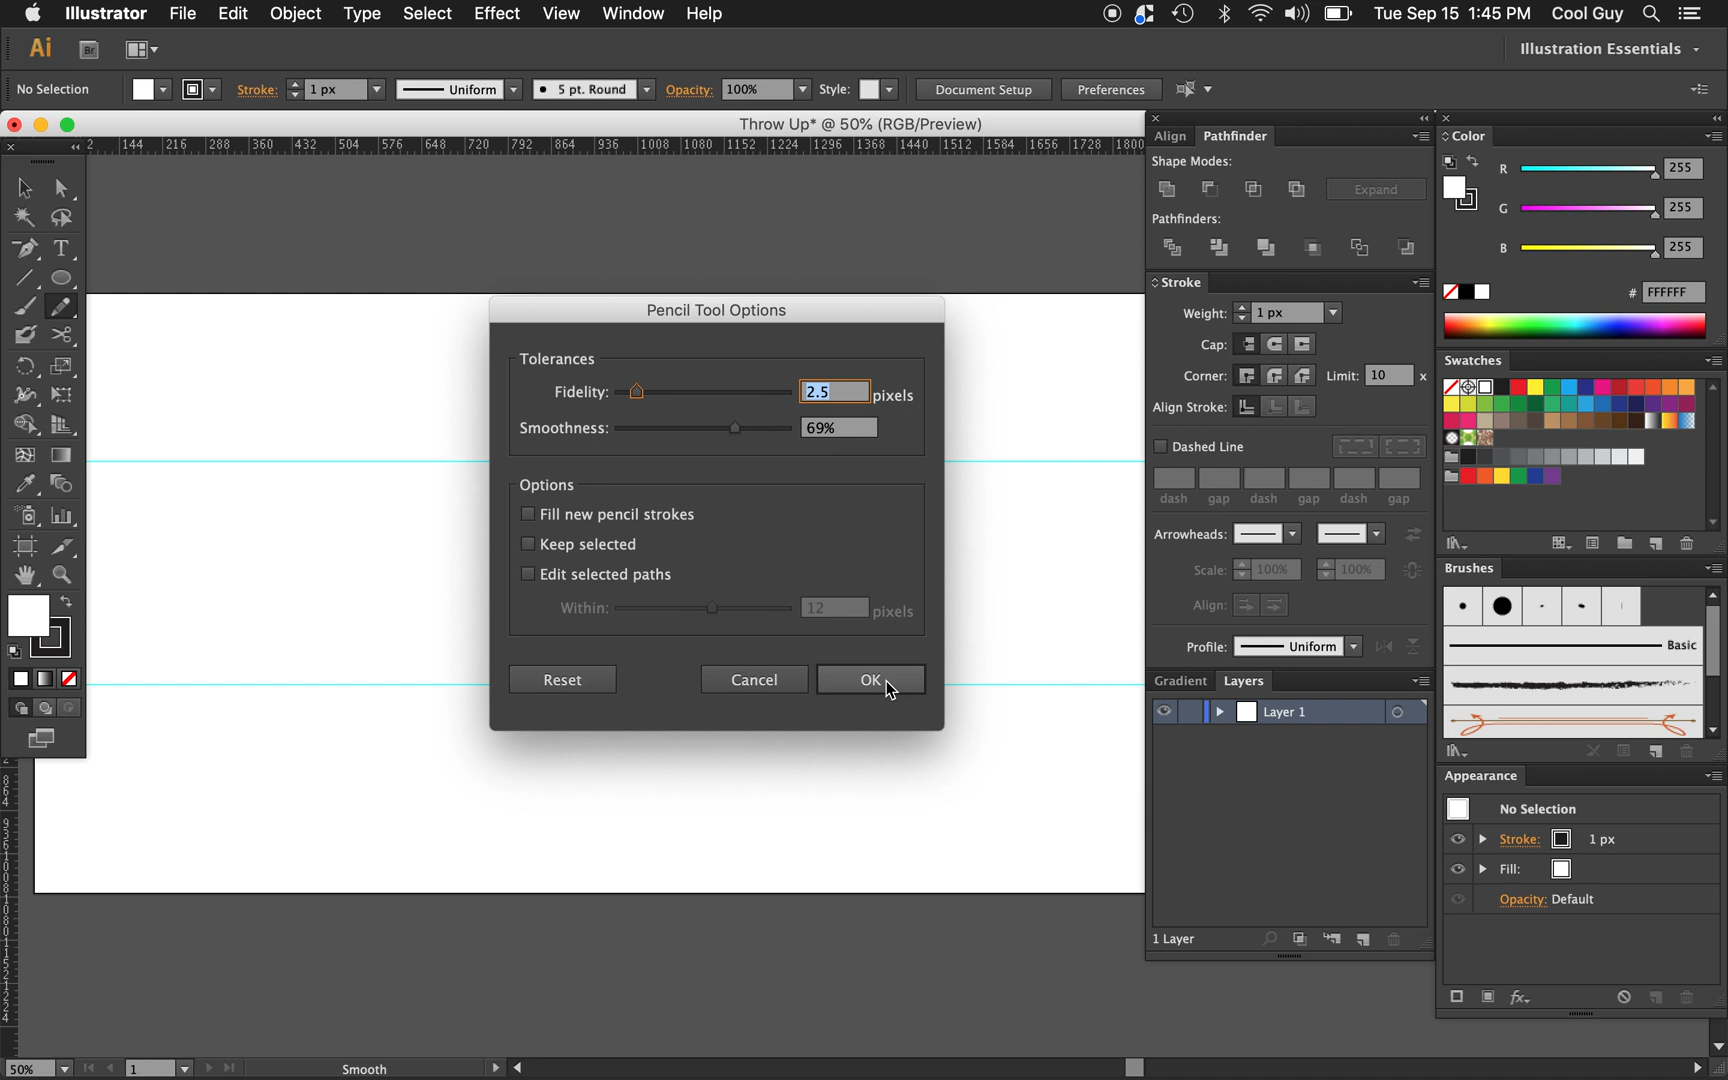 Illustrator File Edit Object Type Select Effect View Window Help
Tue Sep 15 1:45 PM Cool Guy
Ai Br
Illustration Essentials
No Selection
Stroke: 1 px Uniform 5 pt. Round Opacity: 100% Style: Document Setup Preferences
Throw Up* @ 50% (RGB/Preview)
2 144 216 288 360 432 504 576 648 720 792 864 936 1008 1080 1152 1224 1296 1368 1440 1512 1584 1656 1728 1800
Pencil Tool Options
Tolerances
Fidelity: 2.5 pixels
Smoothness: 69%
Options
Fill new pencil strokes
Keep selected
Edit selected paths
Within: 12 pixels
Reset Cancel OK
Align Pathfinder
Shape Modes:
Expand
Pathfinders:
Stroke
Weight: 1 px
Cap:
Corner: Limit: 10 x
Align Stroke:
Dashed Line
dash gap dash gap dash gap
Arrowheads:
Scale: 100% 100%
Align:
Profile: Uniform
Gradient Layers
Layer 1
1 Layer
Color
R 255
G 255
B 255
# FFFFFF
Swatches
Brushes
Basic
Appearance
No Selection
Stroke: 1 px
Fill:
Opacity: Default
fx
50% 1 Smooth